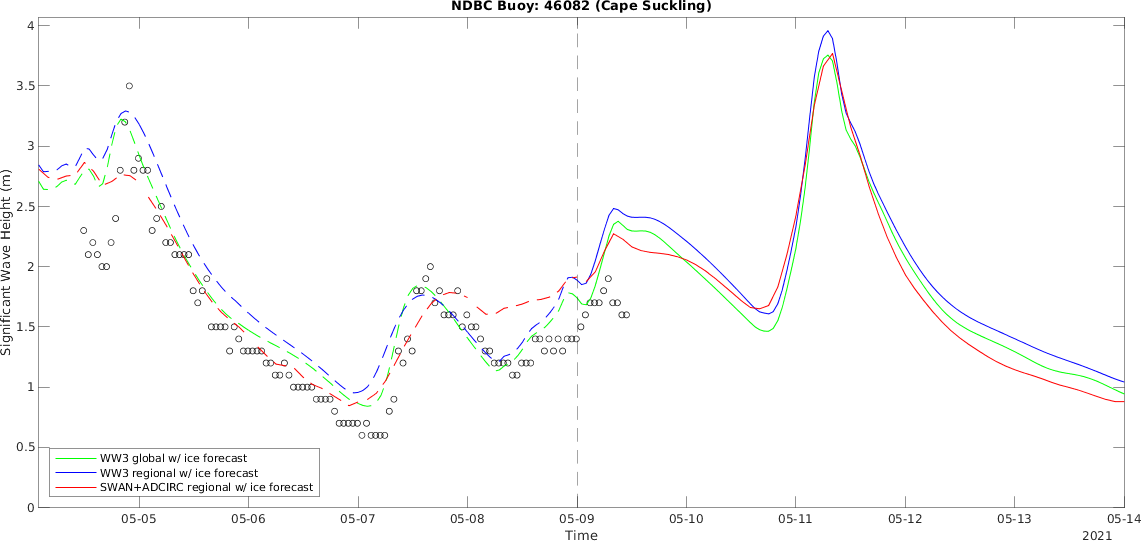 NDBC Buoy: 46082 (Cape Suckling)
4
3.5
3
2.5
2
1.5
1
0.5
0
Significant Wave Height (m)
WW3 global w/ ice forecast
WW3 regional w/ ice forecast
SWAN+ADCIRC regional w/ ice forecast
05-05 05-06 05-07 05-08 05-09 05-10 05-11 05-12 05-13 05-14
Time
2021